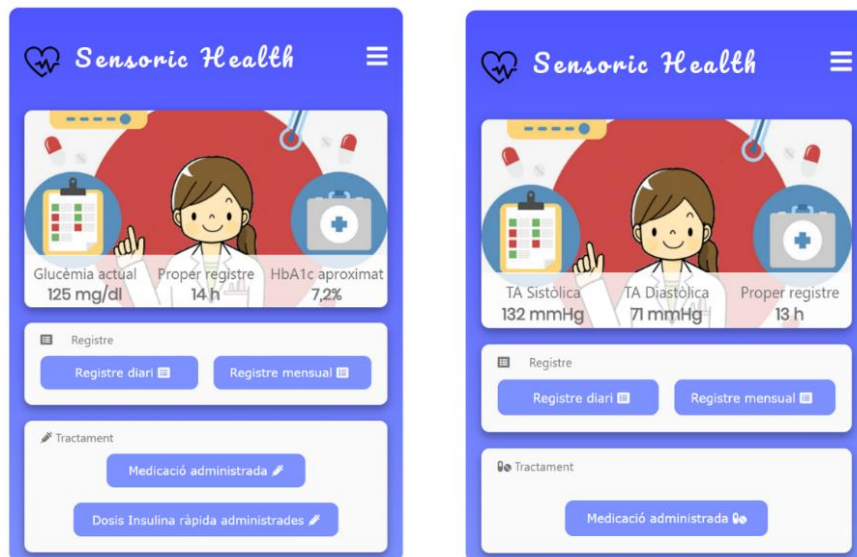 Sensoric Health
Glucèmia actual Proper registre HbA1c aproximat
125 mg/dl 14 h 7,2%
Registre
Registre diari Registre mensual
Tractament
Medicació administrada
Dosis Insulina ràpida administrades
Sensoric Health
TA Sistòlica TA Diastòlica Proper registre
132 mmHg 71 mmHg 13 h
Registre
Registre diari Registre mensual
Tractament
Medicació administrada